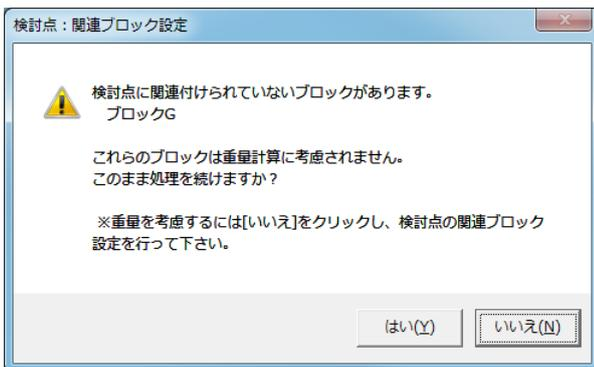 検討点：関連ブロック設定
検討点に関連付けられていないブロックがあります。
ブロックG
これらのブロックは重量計算に考慮されません。
このまま処理を続けますか？
※重量を考慮するには[いいえ]をクリックし、検討点の関連ブロック
設定を行って下さい。
はい(Y)
いいえ(N)